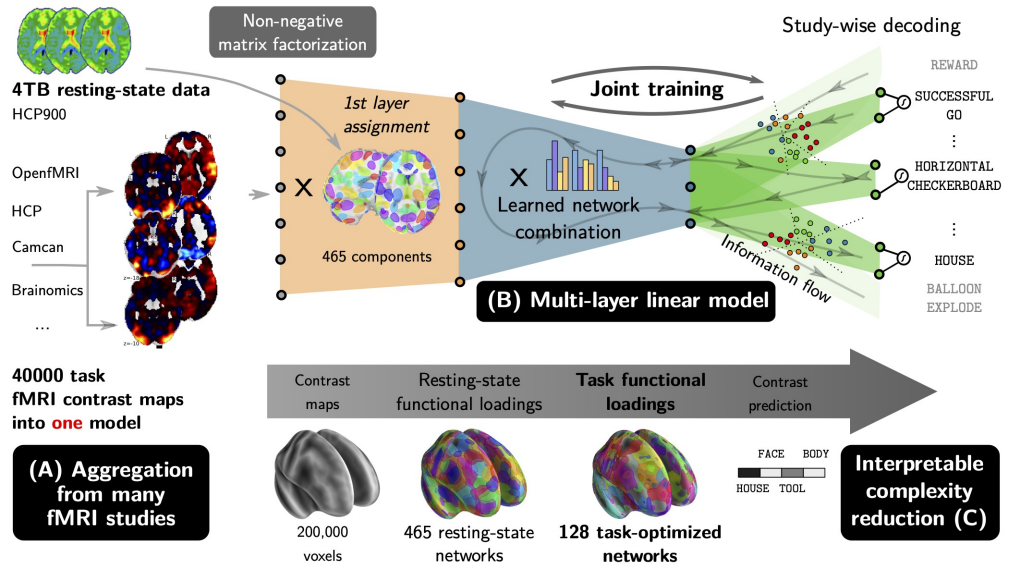 Non-negative
matrix factorization
Study-wise decoding
4TB resting-state data
HCP900
OpenfMRI
HCP
Camcan
Brainomics
...
L R
R
z=-18
z=-10
40000 task
fMRI contrast maps
into one model
(A) Aggregation
from many
fMRI studies
1st layer
assignment
×
465 components
Joint training
×
Learned network
combination
(B) Multi-layer linear model
Information flow
REWARD
SUCCESSFUL
GO
⋮
HORIZONTAL
CHECKERBOARD
⋮
HOUSE
BALLOON
EXPLODE
Contrast
maps
Resting-state
functional loadings
Task functional
loadings
Contrast
prediction
200,000
voxels
465 resting-state
networks
128 task-optimized
networks
FACE BODY
HOUSE TOOL
Interpretable
complexity
reduction (C)